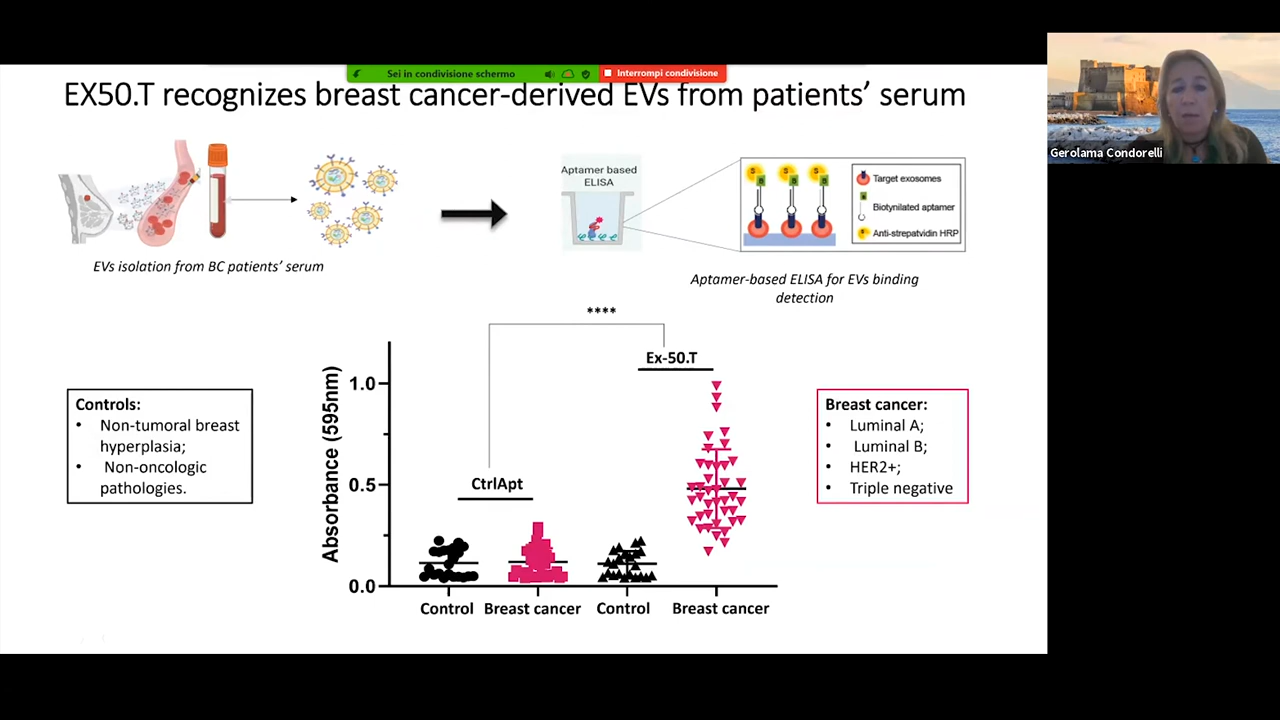 Sei in condivisione schermo
Interrompi condivisione
EX50.T recognizes breast cancer-derived EVs from patients' serum
Gerolama Condorelli
Aptamer based
ELISA
S S S
B B B
Target exosomes
B
Biotynilated aptamer
S
Anti-strepatvidin HRP
EVs isolation from BC patients' serum
Aptamer-based ELISA for EVs binding
detection
****
Ex-50.T
CtrlApt
Absorbance (595nm)
1.0
0.5
0.0
Control
Breast cancer
Control
Breast cancer
Controls:
• Non-tumoral breast
hyperplasia;
• Non-oncologic
pathologies.
Breast cancer:
• Luminal A;
• Luminal B;
• HER2+;
• Triple negative